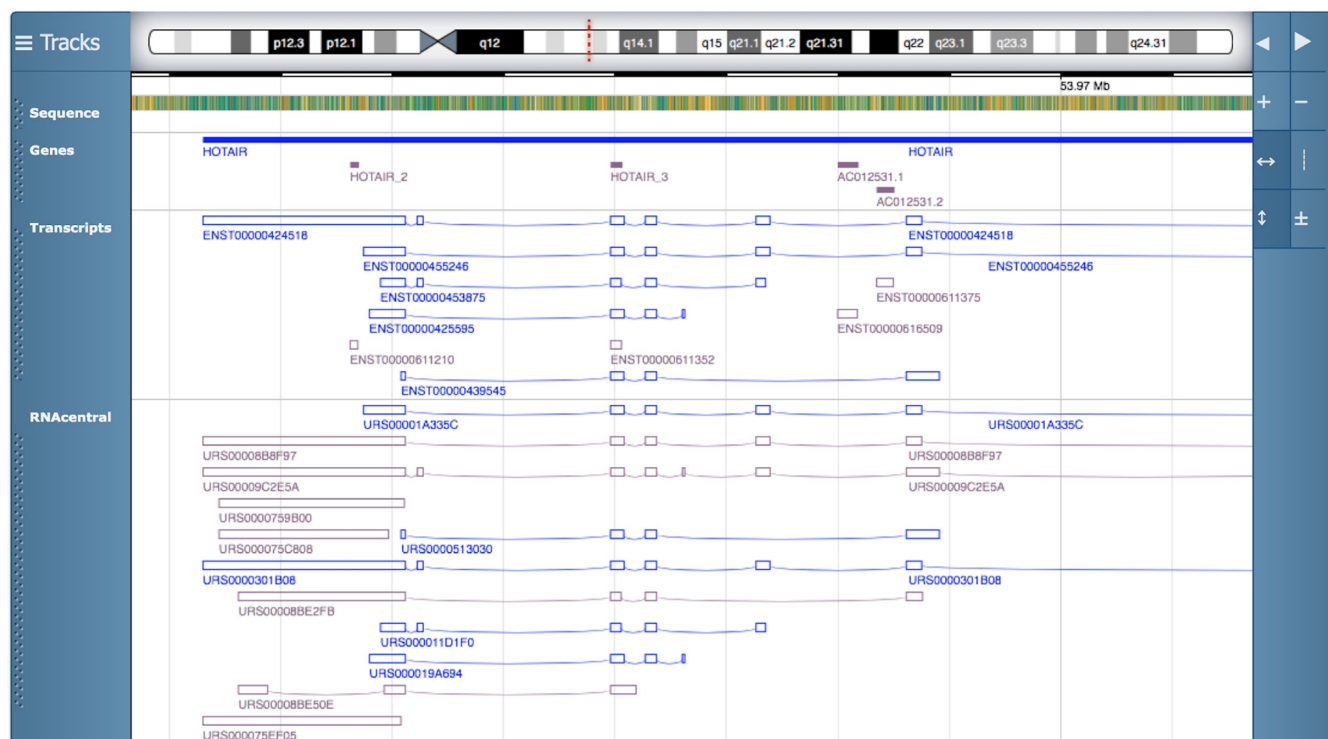 Tracks
p12.3 p12.1 q12 q14.1 q15 q21.1 q21.2 q21.31 q22 q23.1 q23.3 q24.31
53.97 Mb
Sequence
Genes
HOTAIR HOTAIR
HOTAIR_2 HOTAIR_3 AC012531.1
AC012531.2
Transcripts
ENST00000424518 ENST00000424518
ENST00000455246 ENST00000455246
ENST00000453875 ENST00000611375
ENST00000425595 ENST00000616509
ENST00000611210 ENST00000611352
ENST00000439545
RNAcentral
URS00001A335C URS00001A335C
URS00008B8F97 URS00008B8F97
URS00009C2E5A URS00009C2E5A
URS0000759B00
URS000075C808 URS0000513030
URS0000301B08 URS0000301B08
URS00008BE2FB
URS000011D1F0
URS000019A694
URS00008BE50E
URS000075EF05